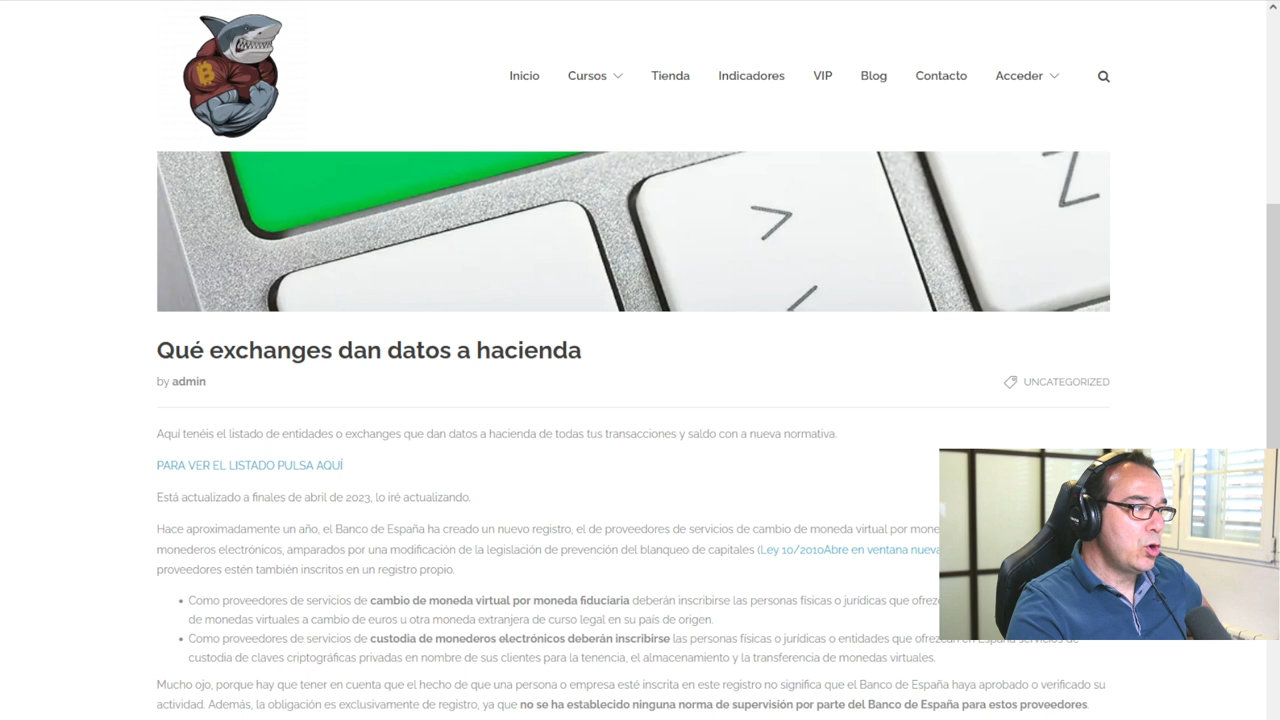 Inicio Cursos Tienda Indicadores VIP Blog Contacto Acceder
Qué exchanges dan datos a hacienda
by admin
UNCATEGORIZED
Aquí tenéis el listado de entidades o exchanges que dan datos a hacienda de todas tus transacciones y saldo con a nueva normativa.
PARA VER EL LISTADO PULSA AQUÍ
Está actualizado a finales de abril de 2023, lo iré actualizando.
Hace aproximadamente un año, el Banco de España ha creado un nuevo registro, el de proveedores de servicios de cambio de moneda virtual por
monederos electrónicos, amparados por una modificación de la legislación de prevención del blanqueo de capitales (Ley 10/2010Abre en ventana nueva
proveedores estén también inscritos en un registro propio.
• Como proveedores de servicios de cambio de moneda virtual por moneda fiduciaria deberán inscribirse las personas físicas o jurídicas que
de monedas virtuales a cambio de euros u otra moneda extranjera de curso legal en su país de origen.
• Como proveedores de servicios de custodia de monederos electrónicos deberán inscribirse las personas físicas o jurídicas o entidades que ofrezcan en España servicios de
custodia de claves criptográficas privadas en nombre de sus clientes para la tenencia, el almacenamiento y la transferencia de monedas virtuales.
Mucho ojo, porque hay que tener en cuenta que el hecho de que una persona o empresa esté inscrita en este registro no significa que el Banco de España haya aprobado o verificado su
actividad. Además, la obligación es exclusivamente de registro, ya que no se ha establecido ninguna norma de supervisión por parte del Banco de España para estos proveedores.